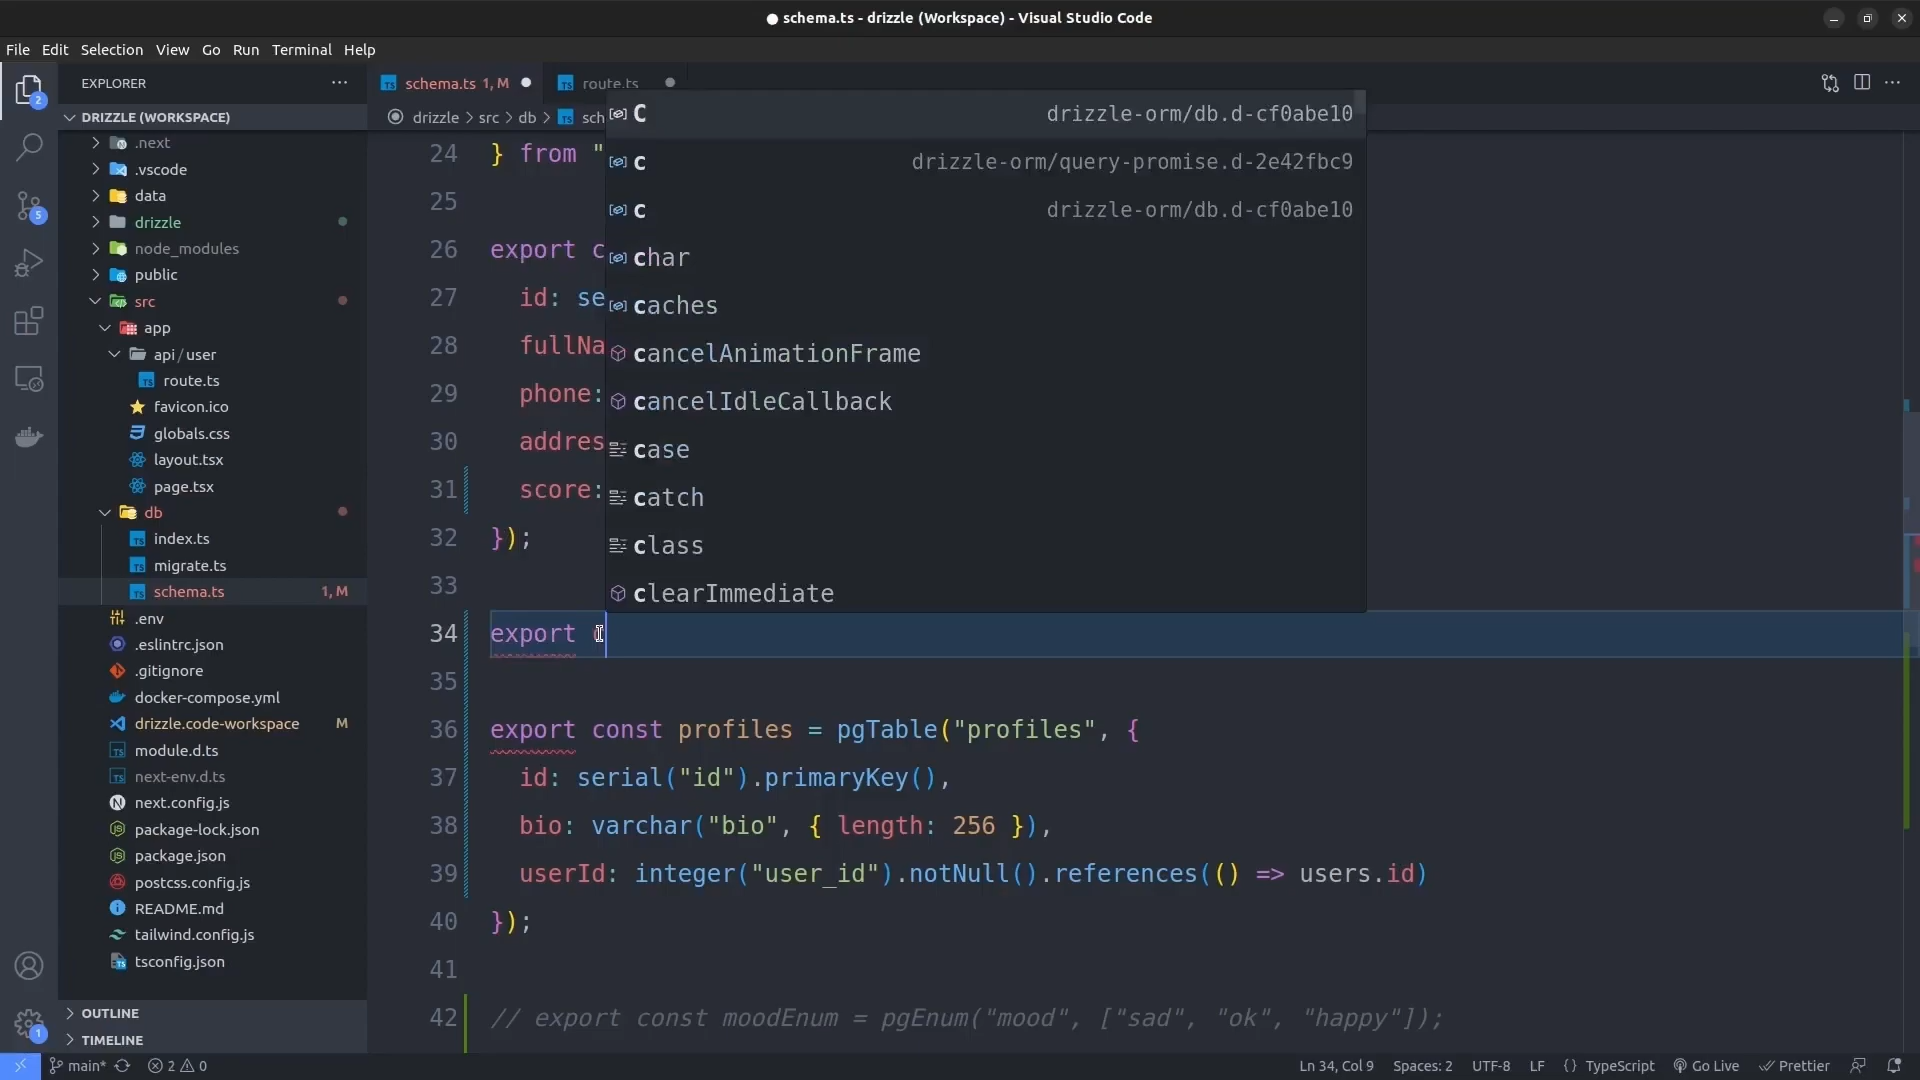 schema.ts - drizzle (Workspace) - Visual Studio Code
File Edit Selection View Go Run Terminal Help
EXPLORER
DRIZZLE (WORKSPACE)
.next
.vscode
data
drizzle
node_modules
public
src
app
api/user
route.ts
favicon.ico
globals.css
layout.tsx
page.tsx
db
index.ts
migrate.ts
schema.ts 1, M
.env
.eslintrc.json
.gitignore
docker-compose.yml
drizzle.code-workspace M
module.d.ts
next-env.d.ts
next.config.js
package-lock.json
package.json
postcss.config.js
README.md
tailwind.config.js
tsconfig.json
OUTLINE
TIMELINE
2
5
1
schema.ts 1, M route.ts
drizzle > src > db > sch
24 } from "
25
26 export c
27 id: se
28 fullNa
29 phone:
30 addres
31 score:
32 });
33
34 export
35
36 export const profiles = pgTable("profiles", {
37 id: serial("id").primaryKey(),
38 bio: varchar("bio", { length: 256 }),
39 userId: integer("user_id").notNull().references(() => users.id)
40 });
41
42 // export const moodEnum = pgEnum("mood", ["sad", "ok", "happy"]);
C drizzle-orm/db.d-cf0abe10
c drizzle-orm/query-promise.d-2e42fbc9
c drizzle-orm/db.d-cf0abe10
char
caches
cancelAnimationFrame
cancelIdleCallback
case
catch
class
clearImmediate
main* 2 0 Ln 34, Col 9 Spaces: 2 UTF-8 LF {} TypeScript Go Live Prettier